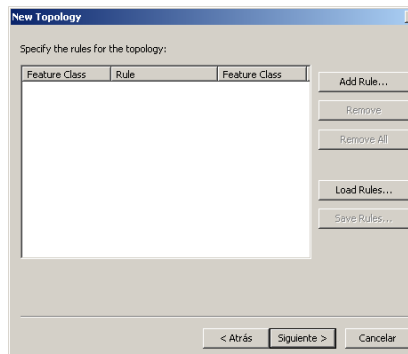 New Topology
Specify the rules for the topology:
Feature Class Rule Feature Class
Add Rule...
Remove
Remove All
Load Rules...
Save Rules...
< Atrás Siguiente > Cancelar